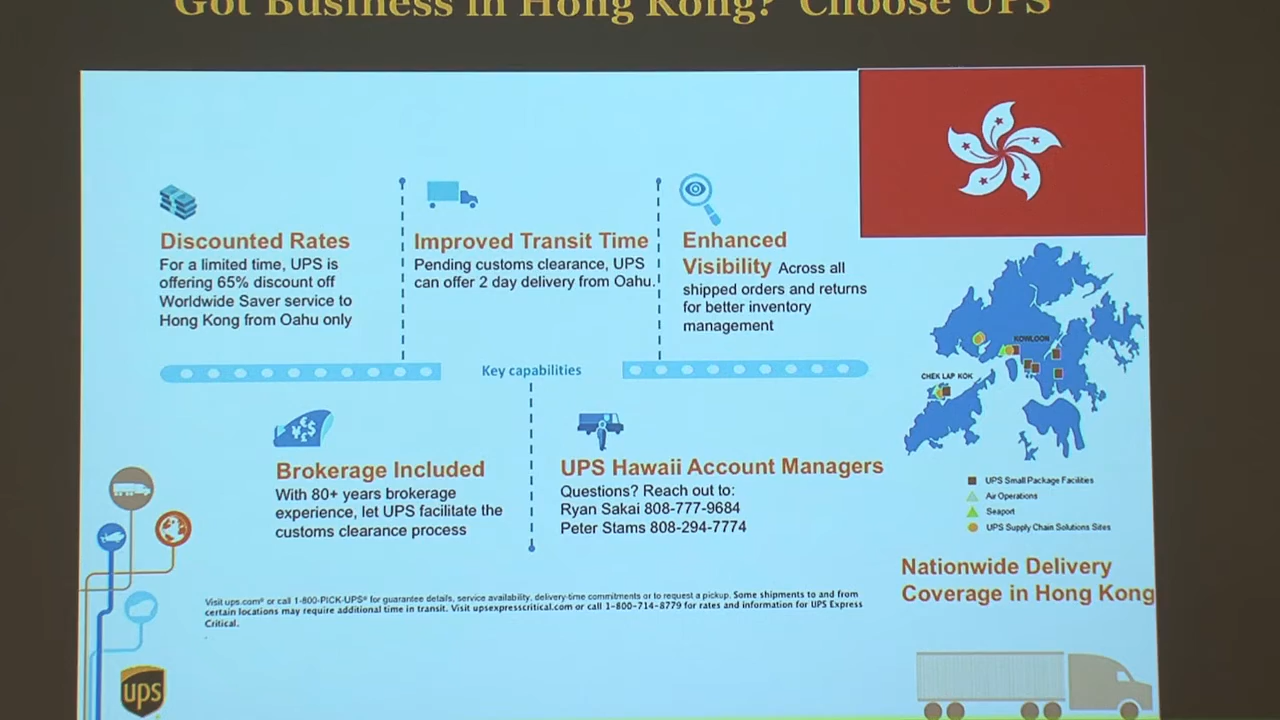 Got Business in Hong Kong? Choose UPS
Discounted Rates
For a limited time, UPS is
offering 65% discount off
Worldwide Saver service to
Hong Kong from Oahu only
Improved Transit Time
Pending customs clearance, UPS
can offer 2 day delivery from Oahu.
Enhanced
Visibility Across all
shipped orders and returns
for better inventory
management
Key capabilities
Brokerage Included
With 80+ years brokerage
experience, let UPS facilitate the
customs clearance process
UPS Hawaii Account Managers
Questions? Reach out to:
Ryan Sakai 808-777-9684
Peter Stams 808-294-7774
KOWLOON
CHEK LAP KOK
UPS Small Package Facilities
Air Operations
Seaport
UPS Supply Chain Solutions Sites
Nationwide Delivery
Coverage in Hong Kong
Visit ups.com® or call 1-800-PICK-UPS® for guarantee details, service availability, delivery-time commitments or to request a pickup. Some shipments to and from
certain locations may require additional time in transit. Visit upsexpresscritical.com or call 1-800-714-8779 for rates and information for UPS Express
Critical.
ups